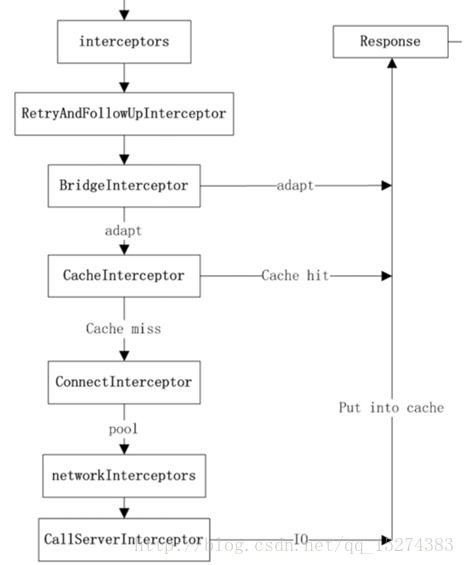 interceptors
Response
RetryAndFollowUpInterceptor
BridgeInterceptor
adapt
adapt
CacheInterceptor
Cache hit
Cache miss
ConnectInterceptor
Put into cache
pool
networkInterceptors
CallServerInterceptor
IO
http://blog.csdn.net/qq_15274383